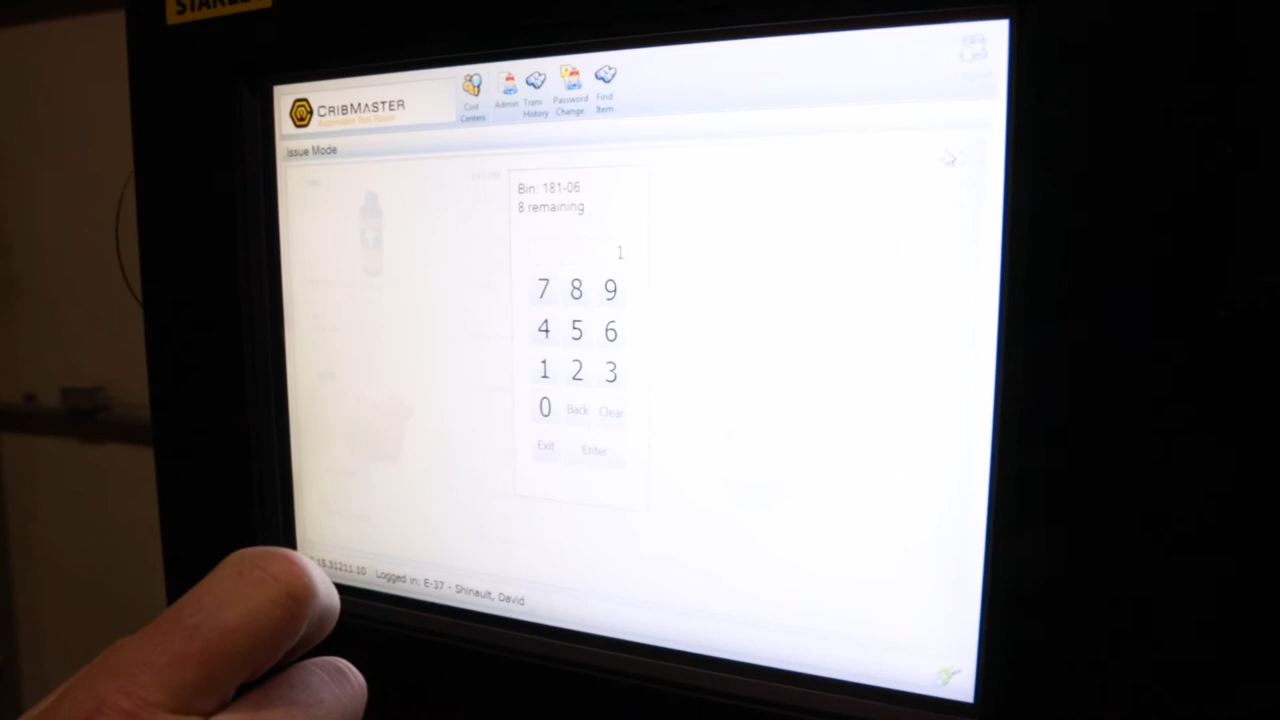 CRIBMASTER
Automated Tool Room
Cost Centers
Admin
Trans History
Password Change
Find Item
Issue Mode
Bin: 181-06
8 remaining
1
7 8 9
4 5 6
1 2 3
0 Back Clear
Exit Enter
.15.31211.10 Logged in: E-37 - Shinault, David